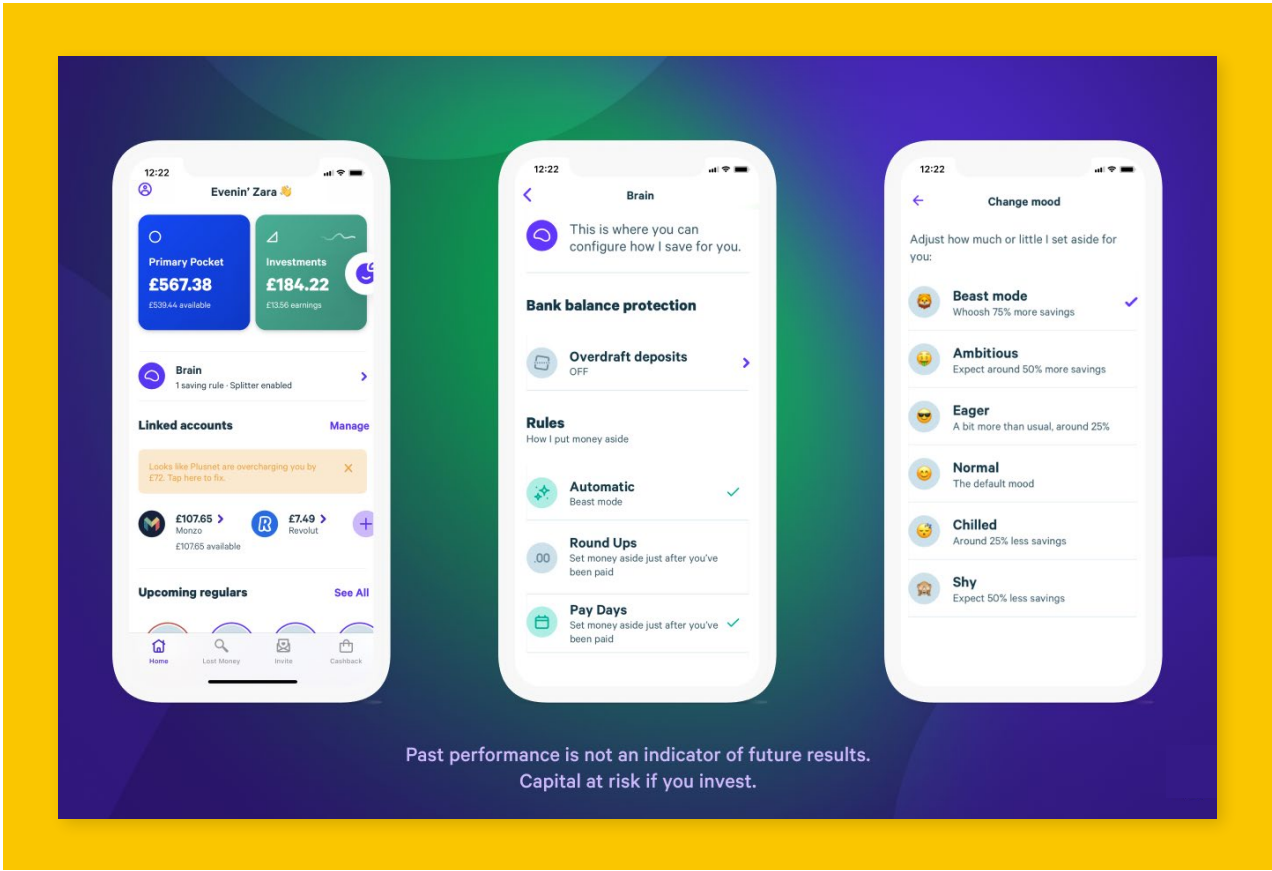 12:22
Evenin' Zara 👋
Primary Pocket
£567.38
£539.44 available
Investments
£184.22
£13.56 earnings
Brain
1 saving rule · Splitter enabled
Linked accounts
Manage
Looks like Plusnet are overcharging you by
£72. Tap here to fix.
£107.65
Monzo
£107.65 available
R
£7.49
Revolut
Upcoming regulars
See All
Home
Lost Money
Invite
Cashback
12:22
Brain
This is where you can
configure how I save for you.
Bank balance protection
Overdraft deposits
OFF
Rules
How I put money aside
Automatic
Beast mode
.00
Round Ups
Set money aside just after you've
been paid
Pay Days
Set money aside just after you've
been paid
12:22
Change mood
Adjust how much or little I set aside for
you:
Beast mode
Whoosh 75% more savings
Ambitious
Expect around 50% more savings
Eager
A bit more than usual, around 25%
Normal
The default mood
Chilled
Around 25% less savings
Shy
Expect 50% less savings
Past performance is not an indicator of future results.
Capital at risk if you invest.